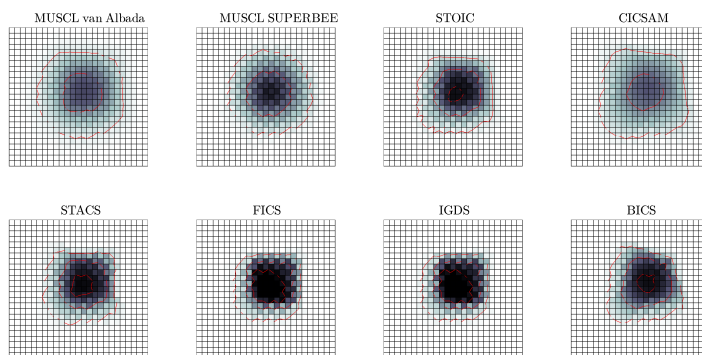 MUSCL van Albada
MUSCL SUPERBEE
STOIC
CICSAM
STACS
FICS
IGDS
BICS